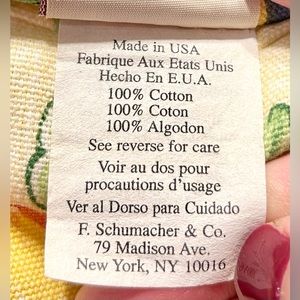 Made in USA
Fabrique Aux Etats Unis
Hecho En E.U.A.
100% Cotton
100% Coton
100% Algodon
See reverse for care
Voir au dos pour
precautions d'usage
Ver al Dorso para Cuidado
F. Schumacher & Co.
79 Madison Ave.
New York, NY 10016